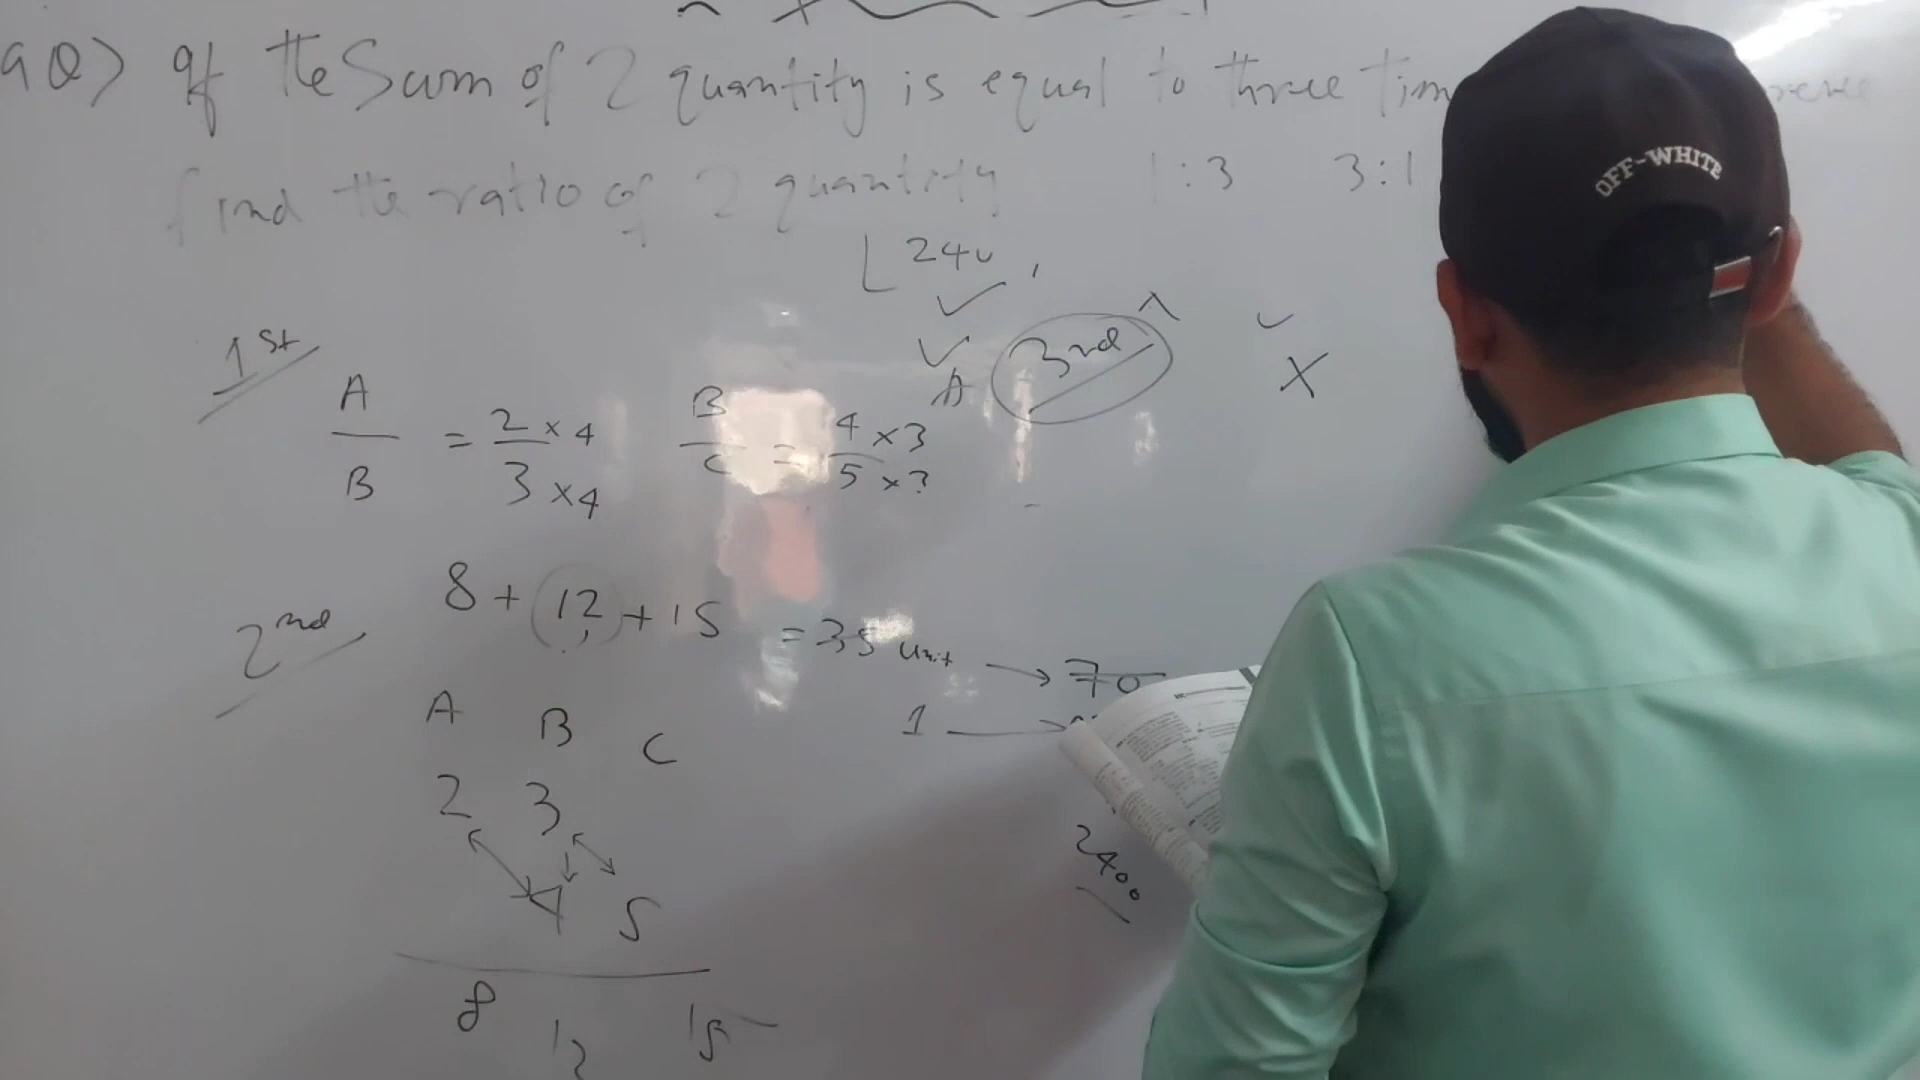 9Q) If the Sum of 2 quantity is equal to three tim
find the ratio of 2 quantity 1:3 3:1
240
OFF-WHITE
1st
3rd
X
A/B = 2×4/3×4 B/C = 4×3/5×?
8+12+15 = 35 unit → 70
1 →
2nd
A B C
2 3
4 5
2400
8 12 15